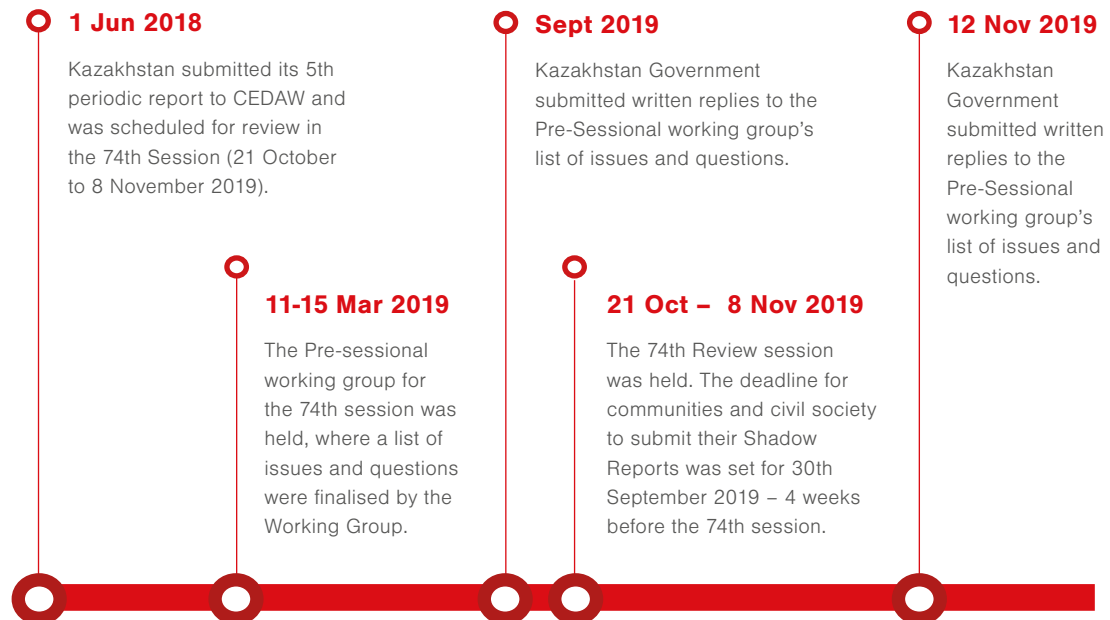 1 Jun 2018
Kazakhstan submitted its 5th
periodic report to CEDAW and
was scheduled for review in
the 74th Session (21 October
to 8 November 2019).
11-15 Mar 2019
The Pre-sessional
working group for
the 74th session was
held, where a list of
issues and questions
were finalised by the
Working Group.
Sept 2019
Kazakhstan Government
submitted written replies to the
Pre-Sessional working group’s
list of issues and questions.
21 Oct – 8 Nov 2019
The 74th Review session
was held. The deadline for
communities and civil society
to submit their Shadow
Reports was set for 30th
September 2019 – 4 weeks
before the 74th session.
12 Nov 2019
Kazakhstan
Government
submitted written
replies to the
Pre-Sessional
working group’s
list of issues and
questions.